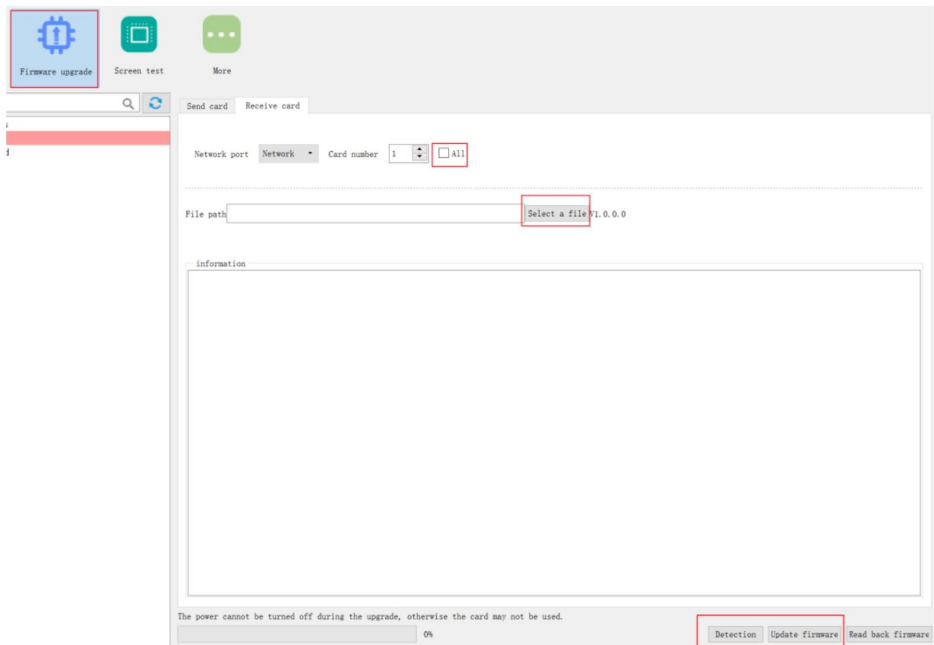 Firmware upgrade
Screen test
More
Send card
Receive card
Network port
Network
Card number
1
All
File path
Select a file
V1.0.0.0
information
The power cannot be turned off during the upgrade, otherwise the card may not be used.
0%
Detection
Update firmware
Read back firmware